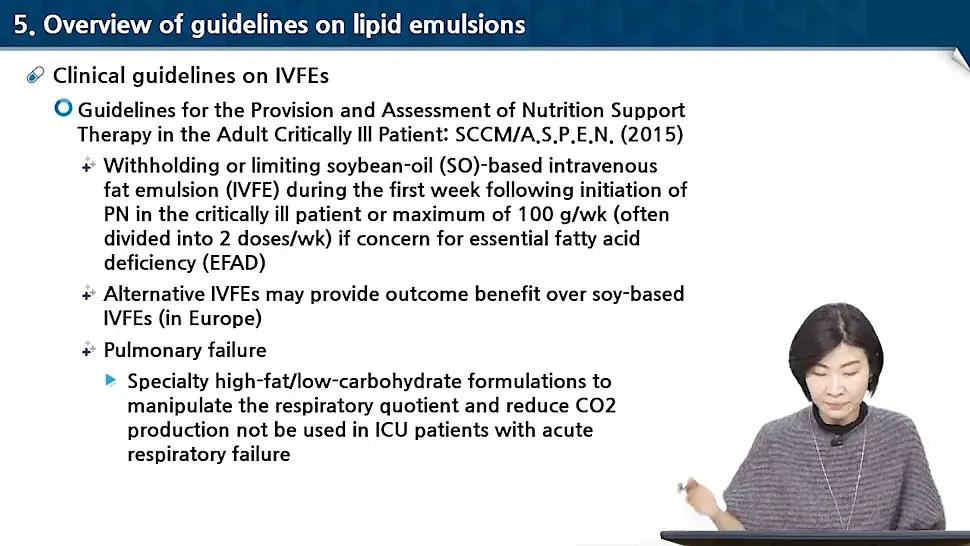 5. Overview of guidelines on lipid emulsions
Clinical guidelines on IVFEs
Guidelines for the Provision and Assessment of Nutrition Support
Therapy in the Adult Critically Ill Patient: SCCM/A.S.P.E.N. (2015)
Withholding or limiting soybean-oil (SO)-based intravenous
fat emulsion (IVFE) during the first week following initiation of
PN in the critically ill patient or maximum of 100 g/wk (often
divided into 2 doses/wk) if concern for essential fatty acid
deficiency (EFAD)
Alternative IVFEs may provide outcome benefit over soy-based
IVFEs (in Europe)
Pulmonary failure
Specialty high-fat/low-carbohydrate formulations to
manipulate the respiratory quotient and reduce CO2
production not be used in ICU patients with acute
respiratory failure